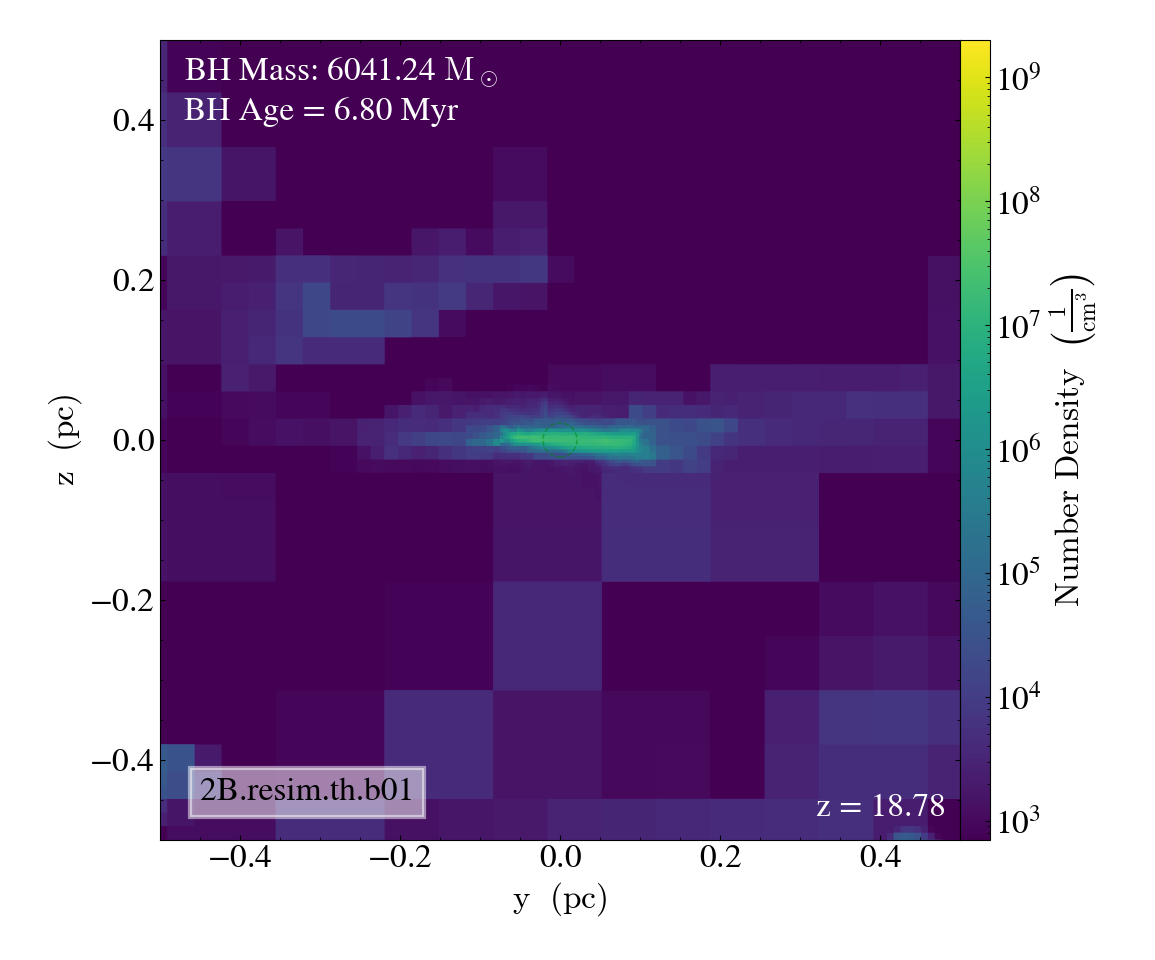 BH Mass: 6041.24 M⊙
BH Age = 6.80 Myr
0.4
0.2
0.0
−0.2
−0.4
z (pc)
2B.resim.th.b01
z = 18.78
−0.4 −0.2 0.0 0.2 0.4
y (pc)
10⁹
10⁸
10⁷
10⁶
10⁵
10⁴
10³
Number Density (1/cm³)